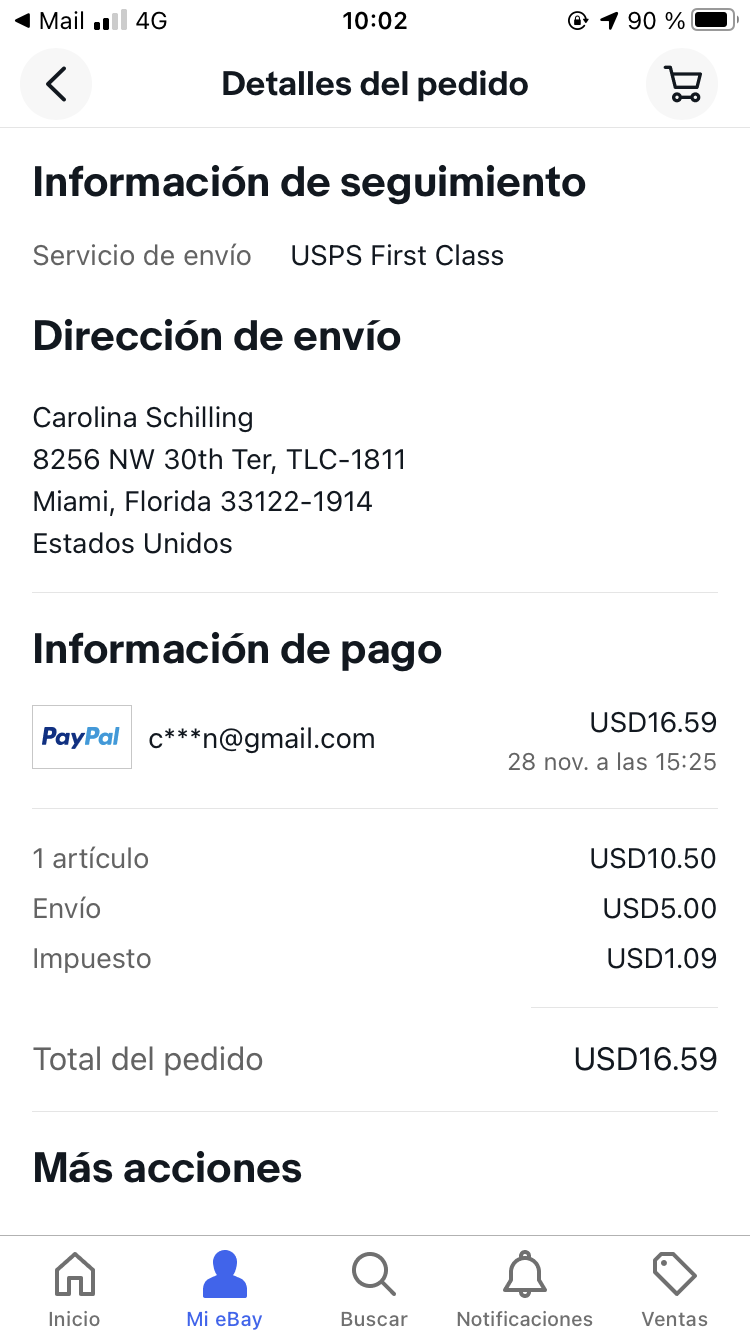 Mail 4G 10:02 90 %
Detalles del pedido
Información de seguimiento
Servicio de envío USPS First Class
Dirección de envío
Carolina Schilling
8256 NW 30th Ter, TLC-1811
Miami, Florida 33122-1914
Estados Unidos
Información de pago
PayPal c***n@gmail.com USD16.59
28 nov. a las 15:25
1 artículo USD10.50
Envío USD5.00
Impuesto USD1.09
Total del pedido USD16.59
Más acciones
Inicio Mi eBay Buscar Notificaciones Ventas